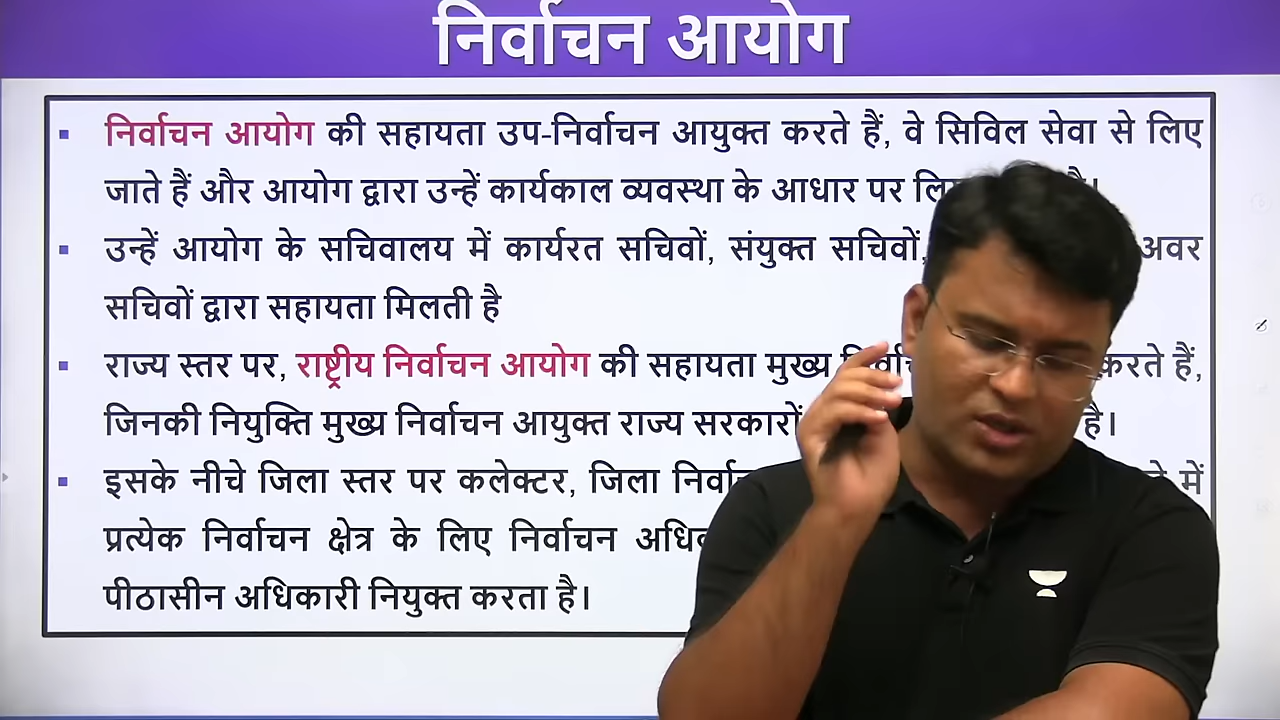 निर्वाचन आयोग
निर्वाचन आयोग की सहायता उप-निर्वाचन आयुक्त करते हैं, वे सिविल सेवा से लिए
जाते हैं और आयोग द्वारा उन्हें कार्यकाल व्यवस्था के आधार पर
उन्हें आयोग के सचिवालय में कार्यरत सचिवों, संयुक्त सचिवों, अवर
सचिवों द्वारा सहायता मिलती है
राज्य स्तर पर, राष्ट्रीय निर्वाचन आयोग की सहायता मुख्य करते हैं,
जिनकी नियुक्ति मुख्य निर्वाचन आयुक्त राज्य सरकारों है।
इसके नीचे जिला स्तर पर कलेक्टर, जिला में
प्रत्येक निर्वाचन क्षेत्र के लिए निर्वाचन
पीठासीन अधिकारी नियुक्त करता है।